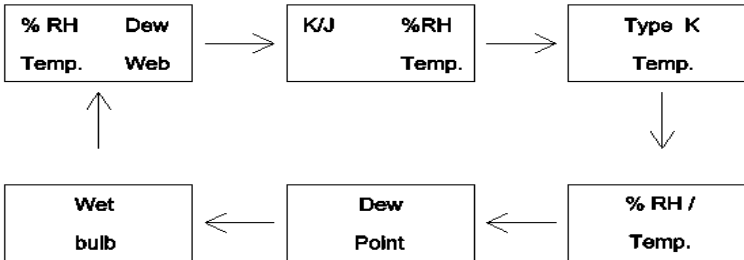 % RH Dew
Temp. Web
K/J %RH
Temp.
Type K
Temp.
% RH /
Temp.
Dew
Point
Wet
bulb